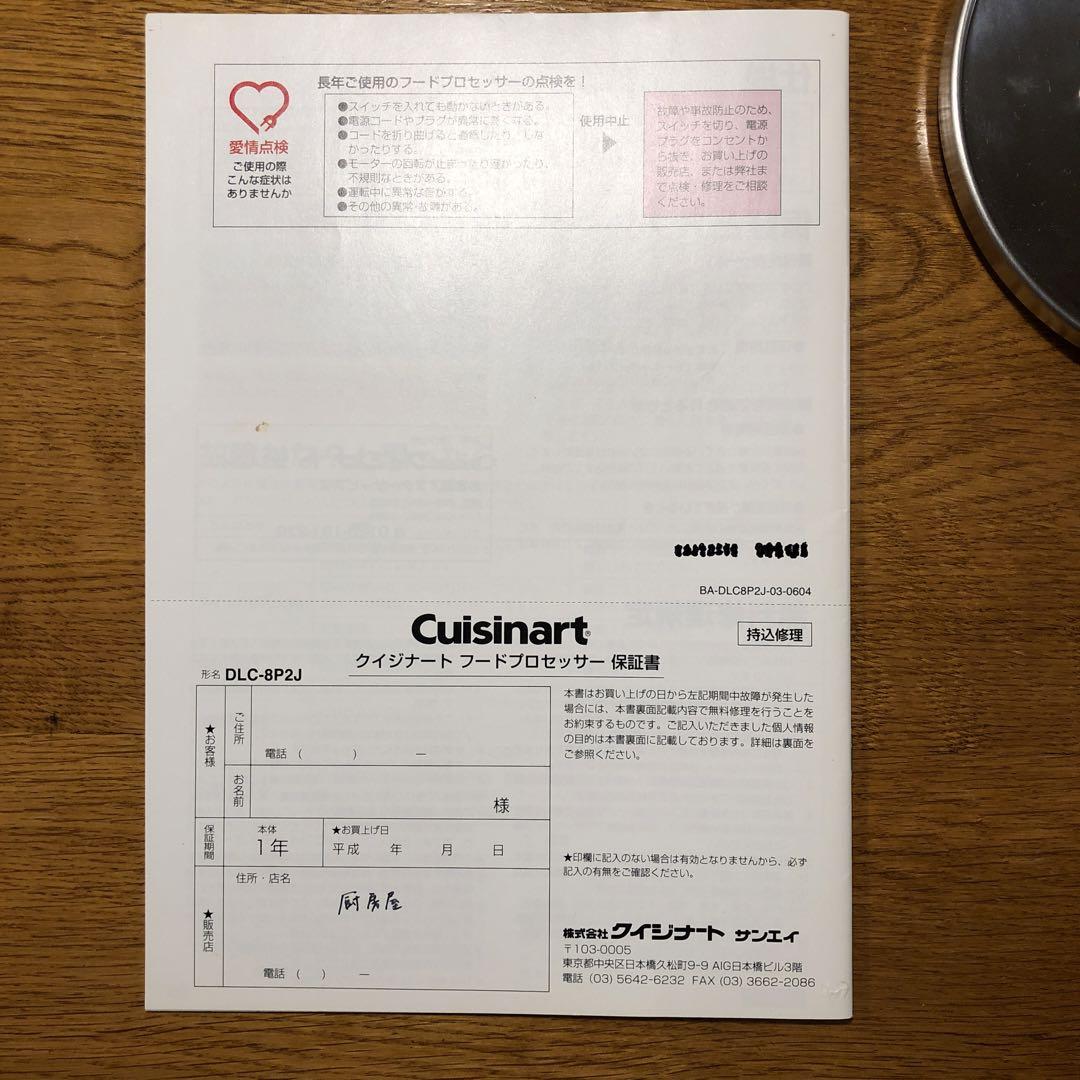 長年ご使用のフードプロセッサーの点検を！
愛情点検
ご使用の際
こんな症状は
ありませんか
●スイッチを入れても動かないときがある。
●電源コードやプラグが異常に熱くなる。
●コードを折り曲げると通電したり、しな
かったりする。
●モーターの回転が止まったり遅かったり、
不規則なときがある。
●運転中に異常な音がする。
●その他の異常・故障がある。
使用中止
故障や事故防止のため、
スイッチを切り、電源
プラグをコンセントか
ら抜き、お買い上げの
販売店、または弊社ま
で点検・修理をご相談
ください。
BA-DLC8P2J-03-0604
Cuisinart®
持込修理
クイジナート フードプロセッサー 保証書
形名 DLC-8P2J
★お客様
ご住所
電話 （ ） ー
お名前
様
保証期間
本体
1年
★お買上げ日
平成 年 月 日
★販売店
住所・店名
厨房屋
電話 （ ） ー
本書はお買い上げの日から左記期間中故障が発生した
場合には、本書裏面記載内容で無料修理を行うことを
お約束するものです。ご記入いただきました個人情報
の目的は本書裏面に記載しております。詳細は裏面を
ご参照ください。
★印欄に記入のない場合は有効となりませんから、必ず
記入の有無をご確認ください。
株式会社 クイジナート サンエイ
〒103-0005
東京都中央区日本橋久松町9-9 AIG日本橋ビル3階
電話 (03) 5642-6232 FAX (03) 3662-2086